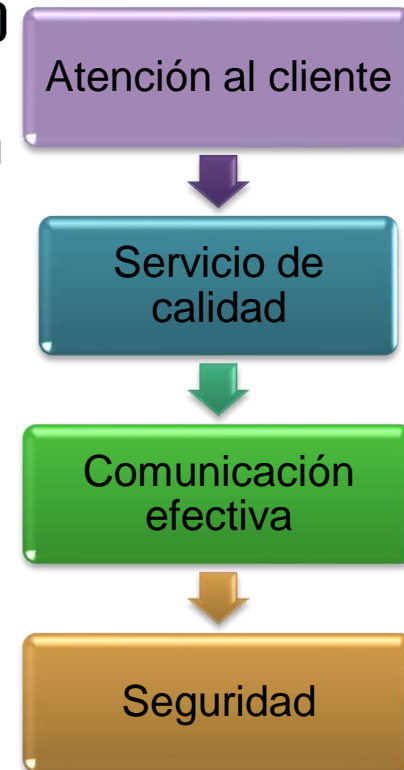 Atención al cliente
Servicio de
calidad
Comunicación
efectiva
Seguridad